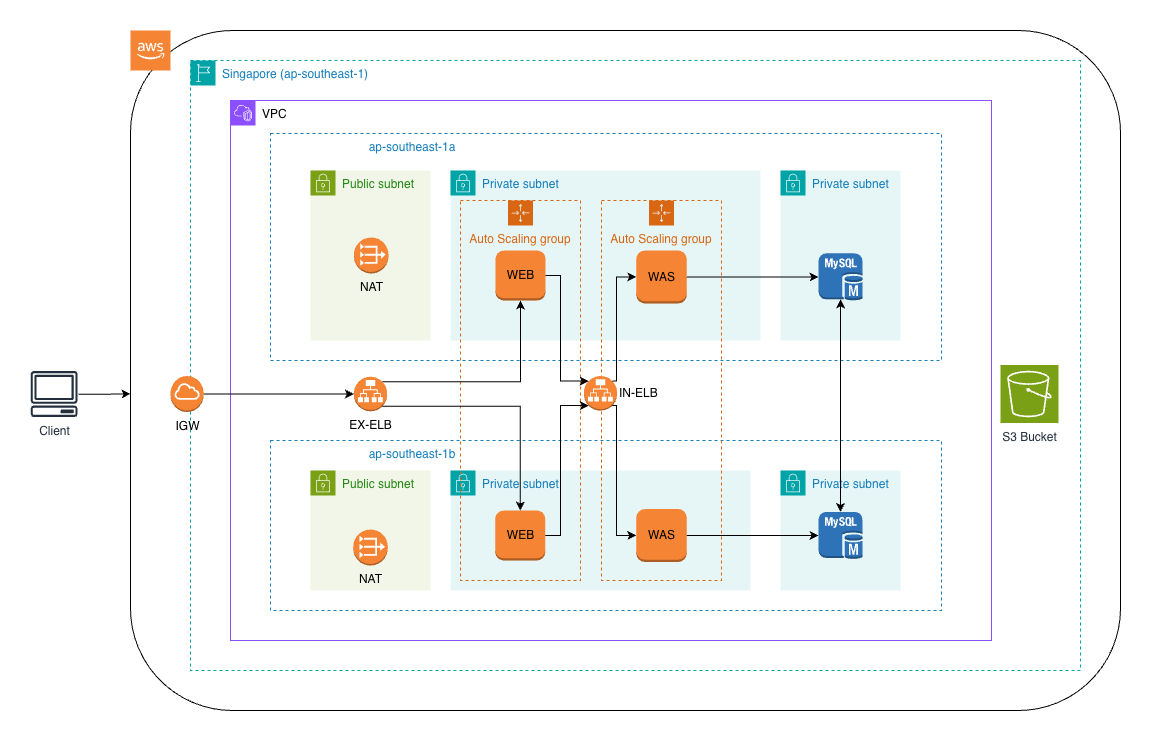 aws
Singapore (ap-southeast-1)
VPC
ap-southeast-1a
Public subnet
Private subnet
Private subnet
Auto Scaling group
Auto Scaling group
NAT
WEB
WAS
MySQL
M
Client
IGW
EX-ELB
IN-ELB
S3 Bucket
ap-southeast-1b
Public subnet
Private subnet
Private subnet
NAT
WEB
WAS
MySQL
M